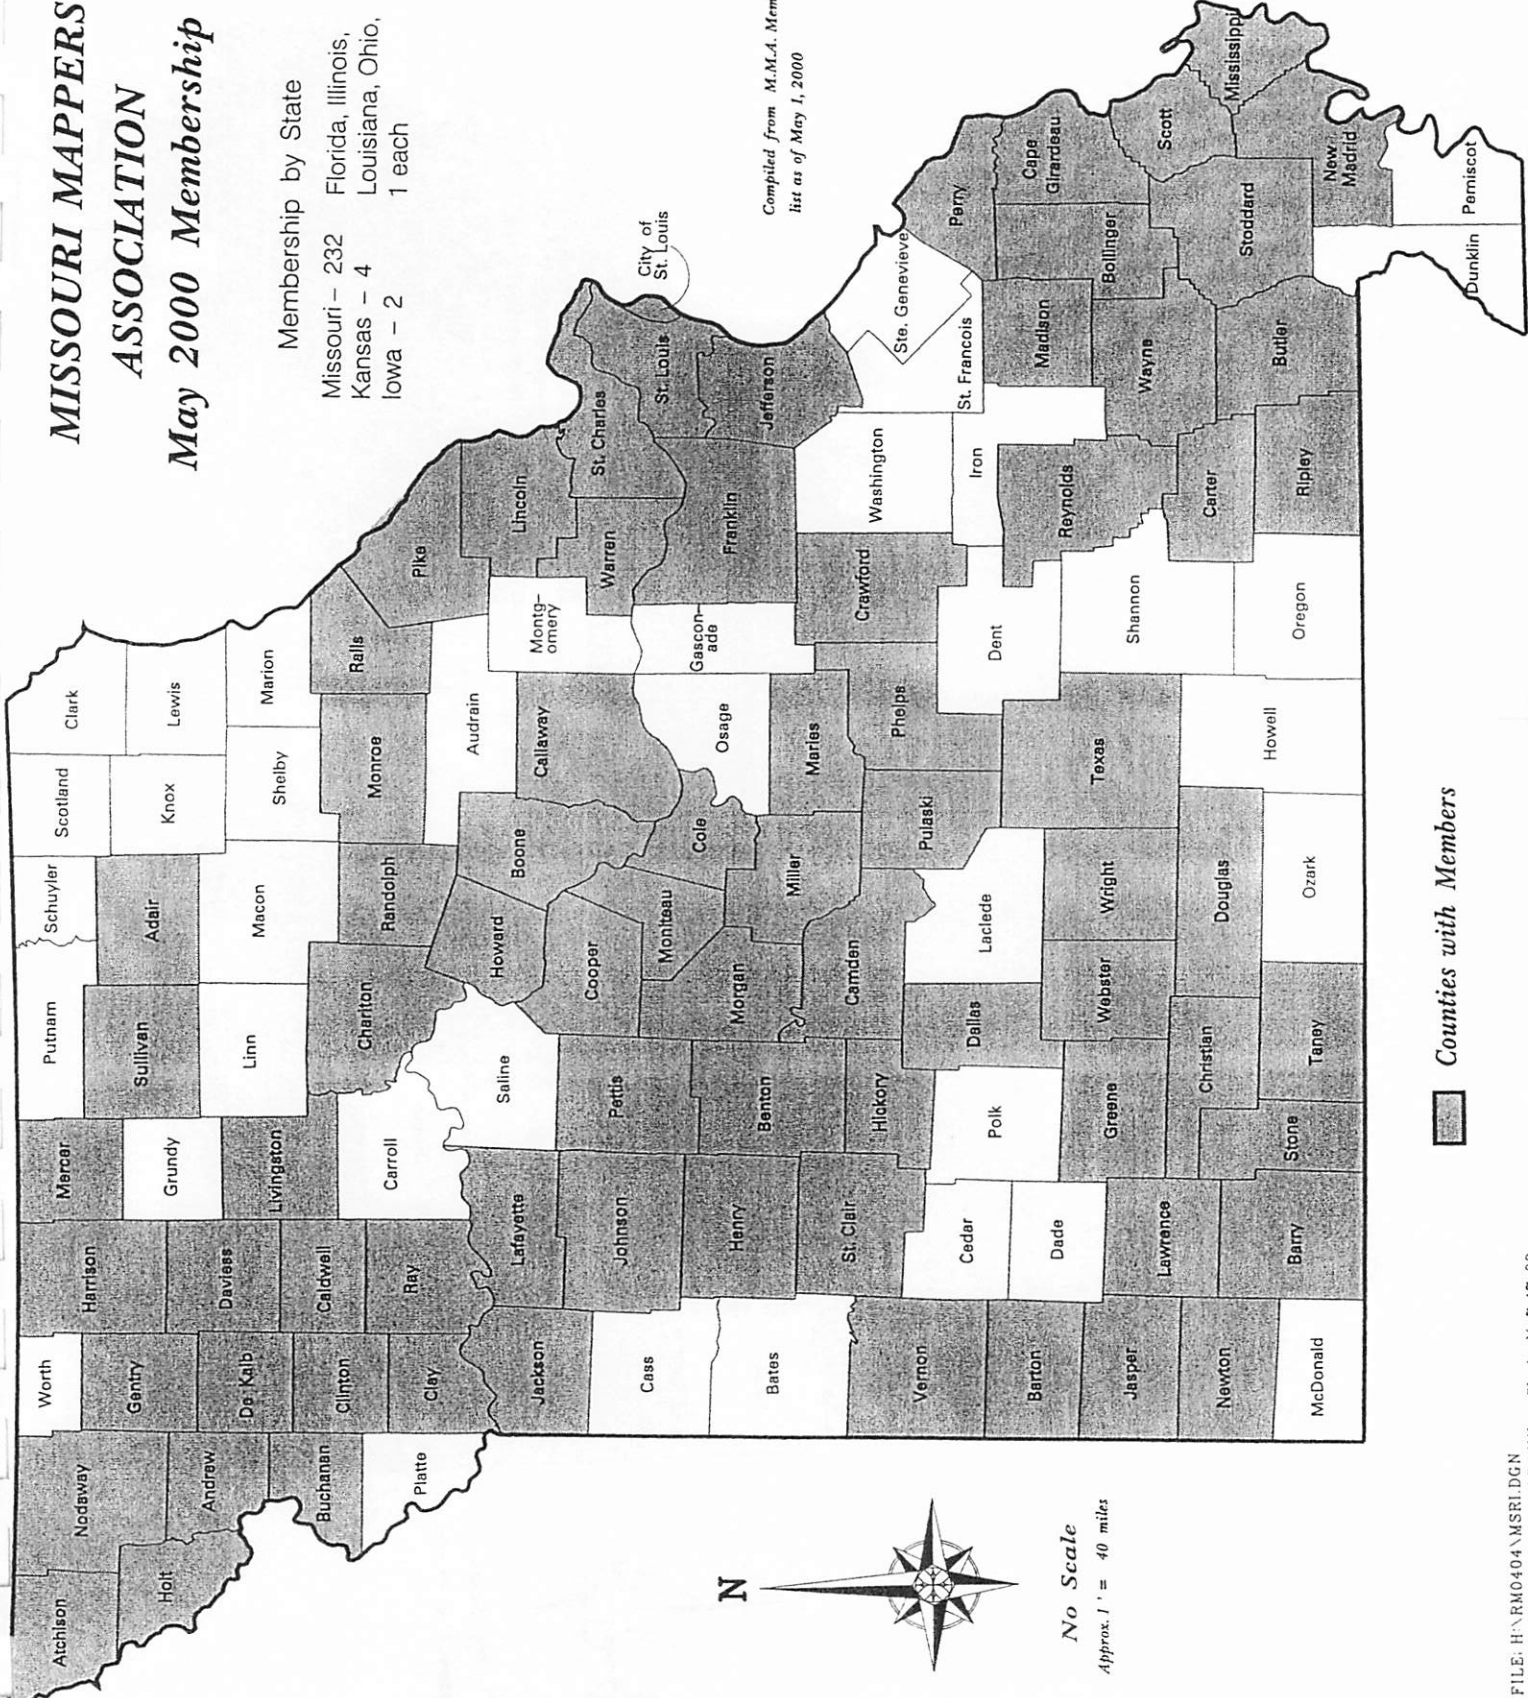 MISSOURI MAPPERS
ASSOCIATION
May 2000 Membership
Membership by State
Missouri – 232 Florida, Illinois,
Kansas – 4 Louisiana, Ohio,
Iowa – 2 1 each
Compiled from M.M.A.
list as of May 1, 2000
Atchison
Nodaway
Worth
Harrison
Mercer
Putnam
Schuyler
Scotland
Clark
Holt
Andrew
Gentry
Daviess
Grundy
Sullivan
Adair
Knox
Lewis
Buchanan
De Kalb
Caldwell
Livingston
Linn
Macon
Shelby
Marion
Platte
Clinton
Ray
Carroll
Chariton
Randolph
Monroe
Ralls
Pike
Clay
Lafayette
Saline
Howard
Boone
Audrain
Callaway
Montg–
omery
Lincoln
Warren
St. Charles
City of
St. Louis
St. Louis
Jackson
Johnson
Pettis
Cooper
Moniteau
Cole
Osage
Gascon–
ade
Franklin
Jefferson
Cass
Henry
Benton
Morgan
Miller
Maries
Phelps
Crawford
Washington
Ste. Genevieve
St. Francois
Perry
Bates
St. Clair
Hickory
Camden
Pulaski
Dent
Iron
Reynolds
Madison
Bollinger
Cape
Girardeau
Vernon
Cedar
Polk
Dallas
Laclede
Texas
Shannon
Wayne
Scott
Mississippi
Barton
Dade
Greene
Webster
Wright
Carter
Stoddard
New
Madrid
Jasper
Lawrence
Christian
Douglas
Howell
Oregon
Ripley
Butler
Newton
Barry
Stone
Taney
Ozark
McDonald
Dunklin
Pemiscot
N
No Scale
Approx. 1" = 40 miles
Counties with Members
FILE: H:\RM0404\MSRI.DGN